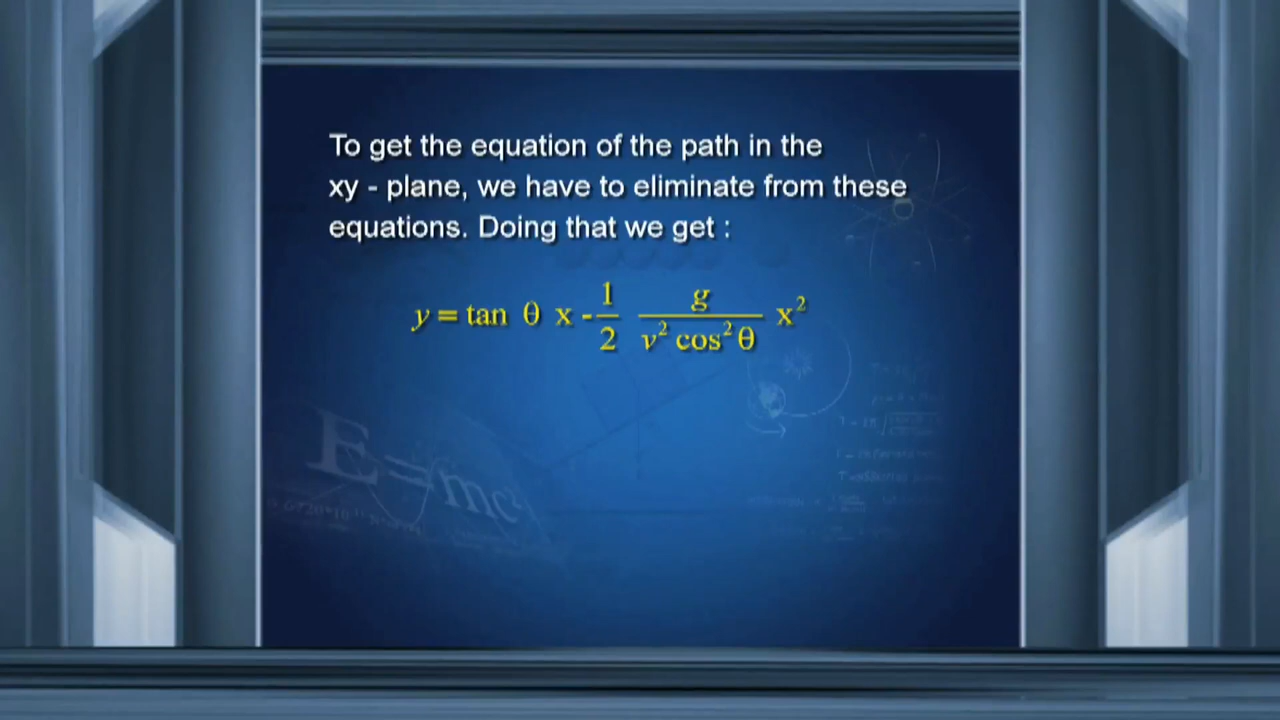 To get the equation of the path in the
xy - plane, we have to eliminate from these
equations. Doing that we get :
y = tan θ x - 1/2 g/(v² cos² θ) x²
E=mc²